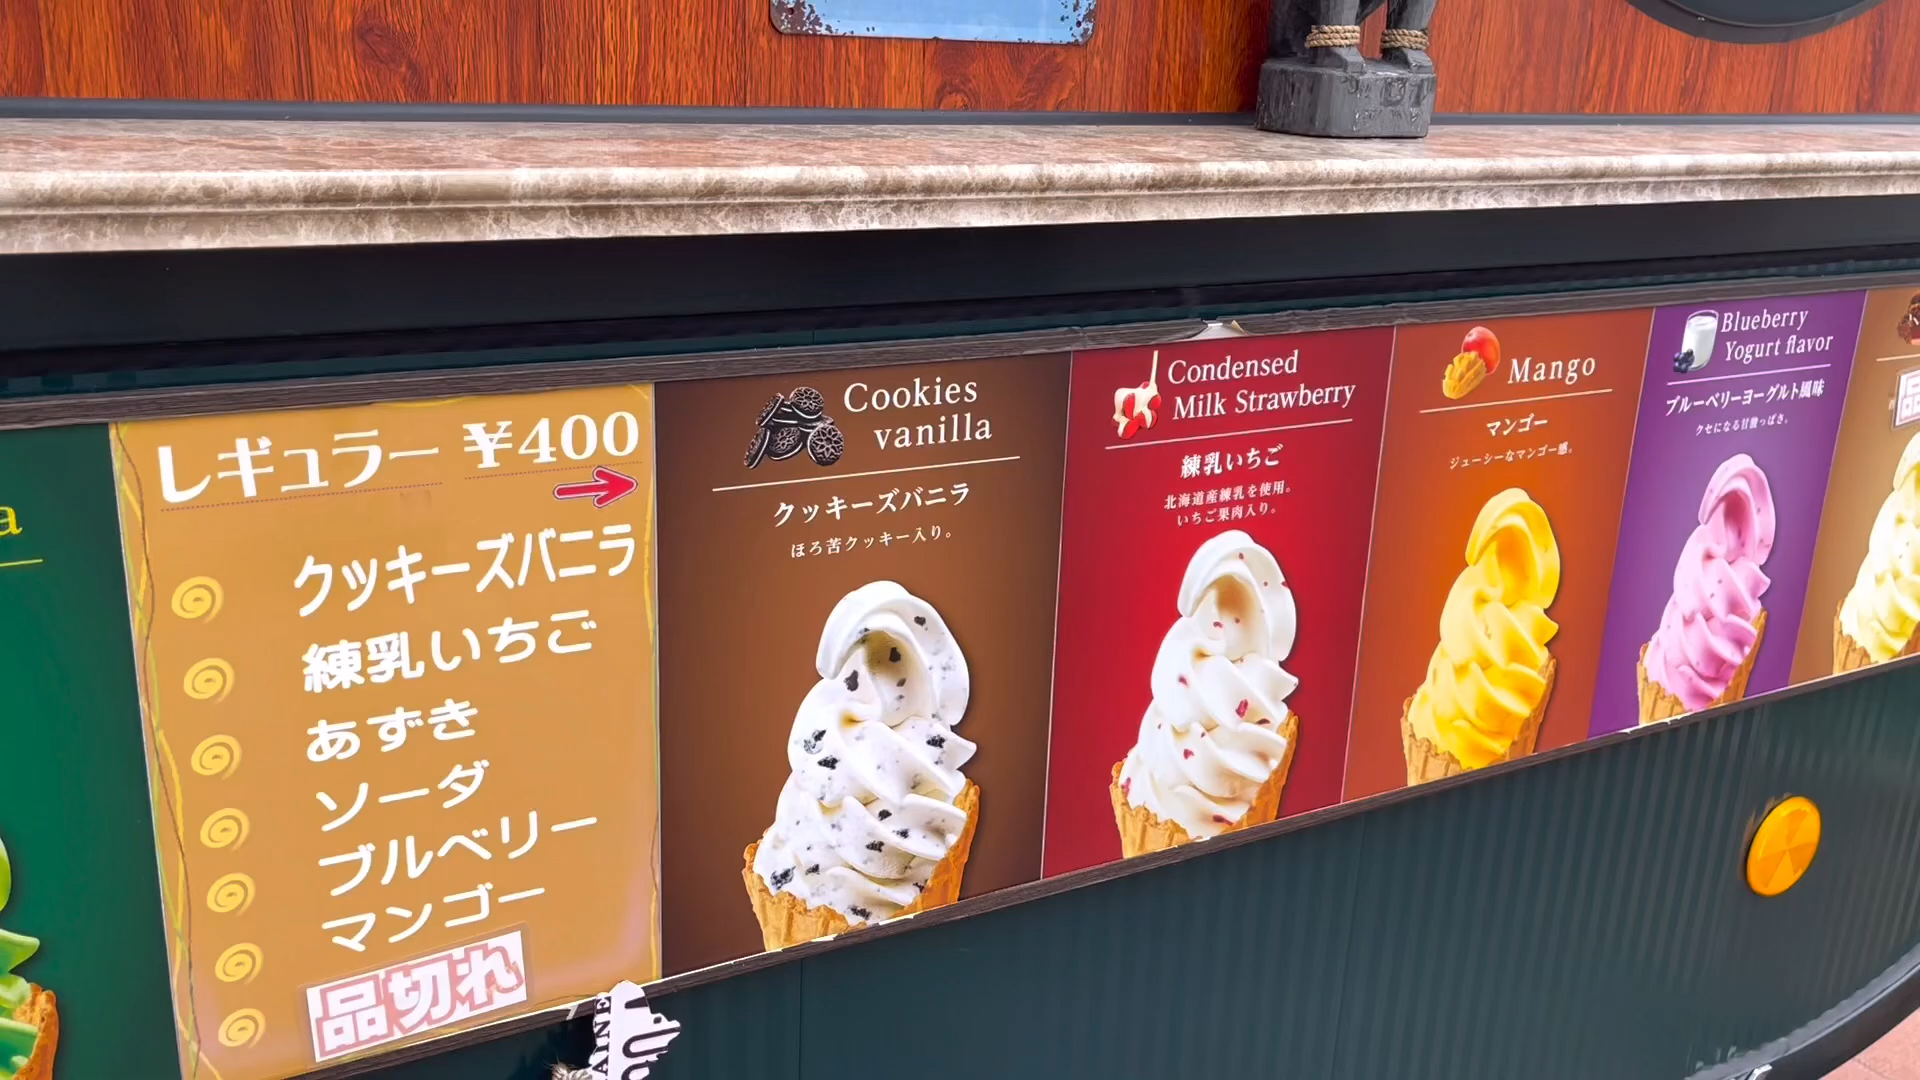 a
レギュラー ¥400
クッキーズバニラ
練乳いちご
あずき
ソーダ
ブルベリー
マンゴー
品切れ
Cookies
vanilla
クッキーズバニラ
ほろ苦クッキー入り。
Condensed
Milk Strawberry
練乳いちご
北海道産練乳を使用。
いちご果肉入り。
Mango
マンゴー
ジューシーなマンゴー感。
Blueberry
Yogurt flavor
ブルーベリーヨーグルト風味
クセになる甘酸っぱさ。
品